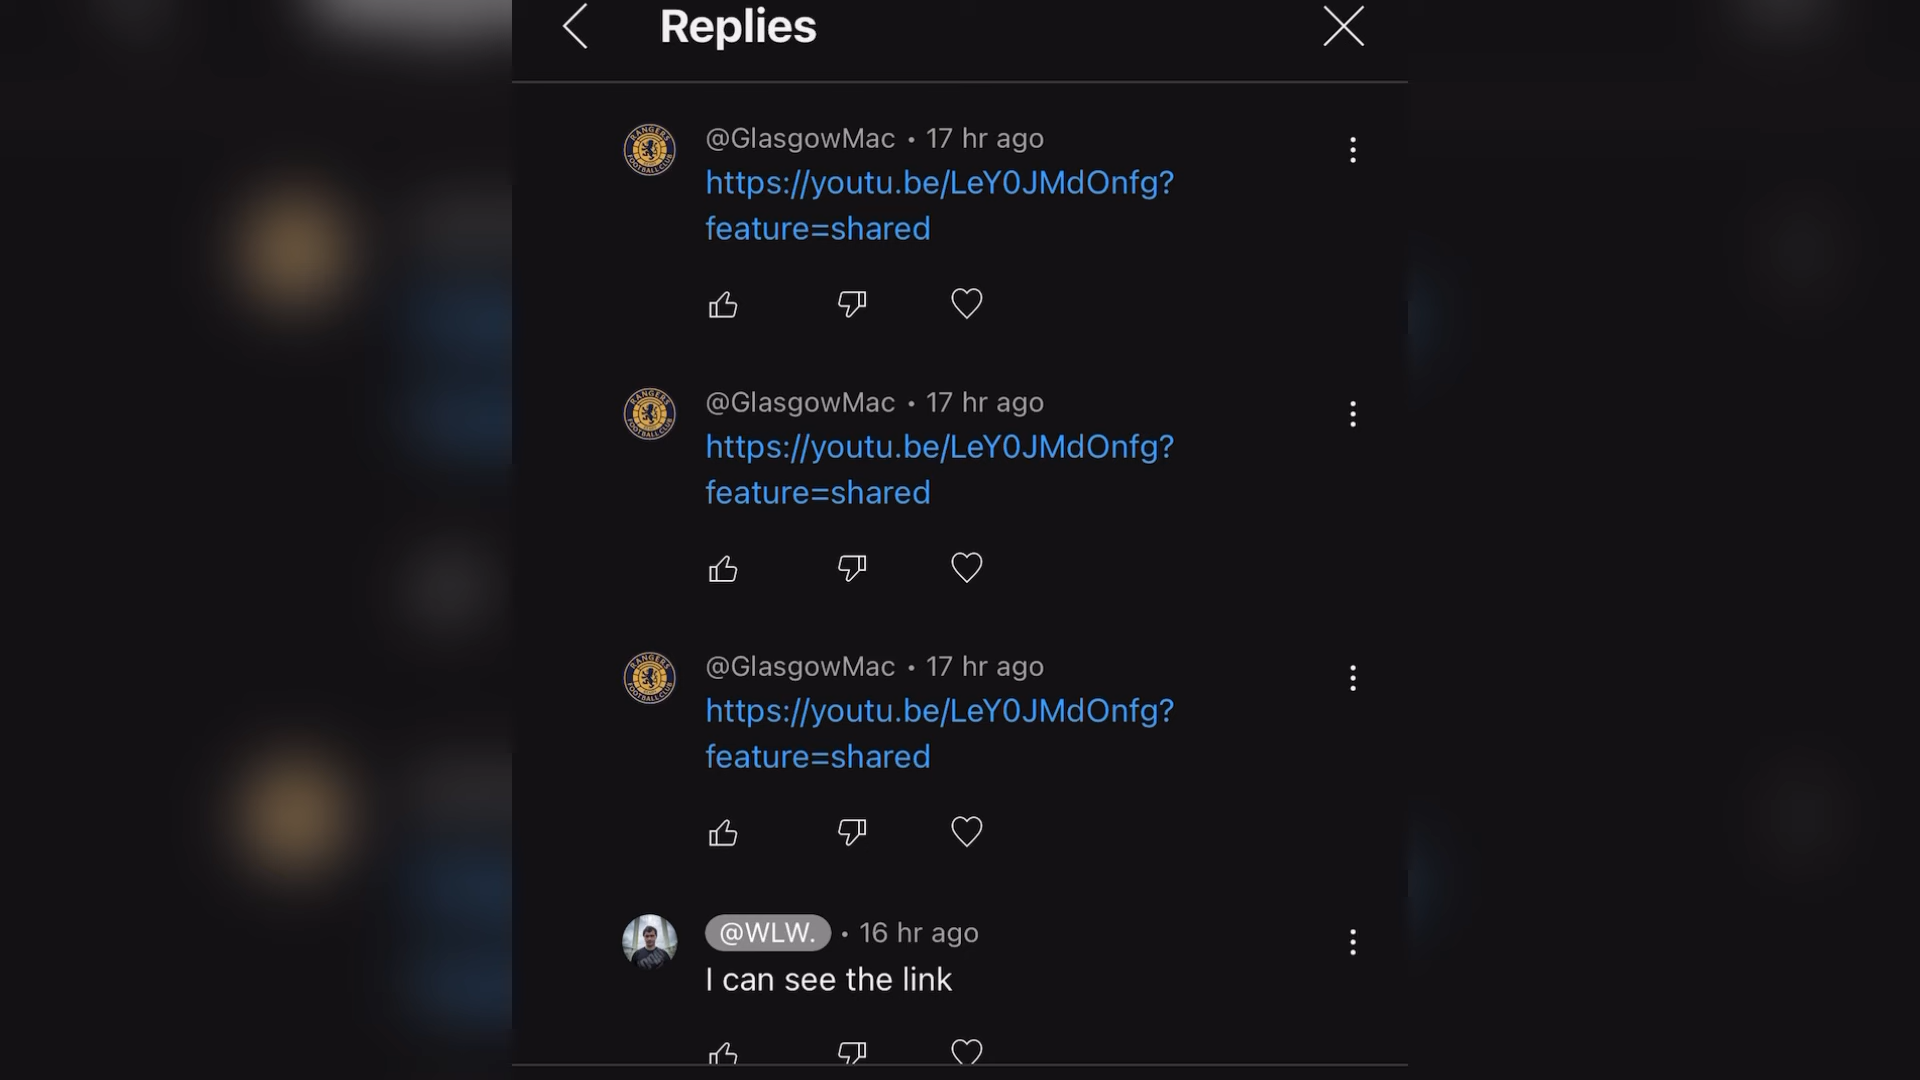 Replies
@GlasgowMac • 17 hr ago
https://youtu.be/LeY0JMdOnfg?
feature=shared
@GlasgowMac • 17 hr ago
https://youtu.be/LeY0JMdOnfg?
feature=shared
@GlasgowMac • 17 hr ago
https://youtu.be/LeY0JMdOnfg?
feature=shared
@WLW. • 16 hr ago
I can see the link